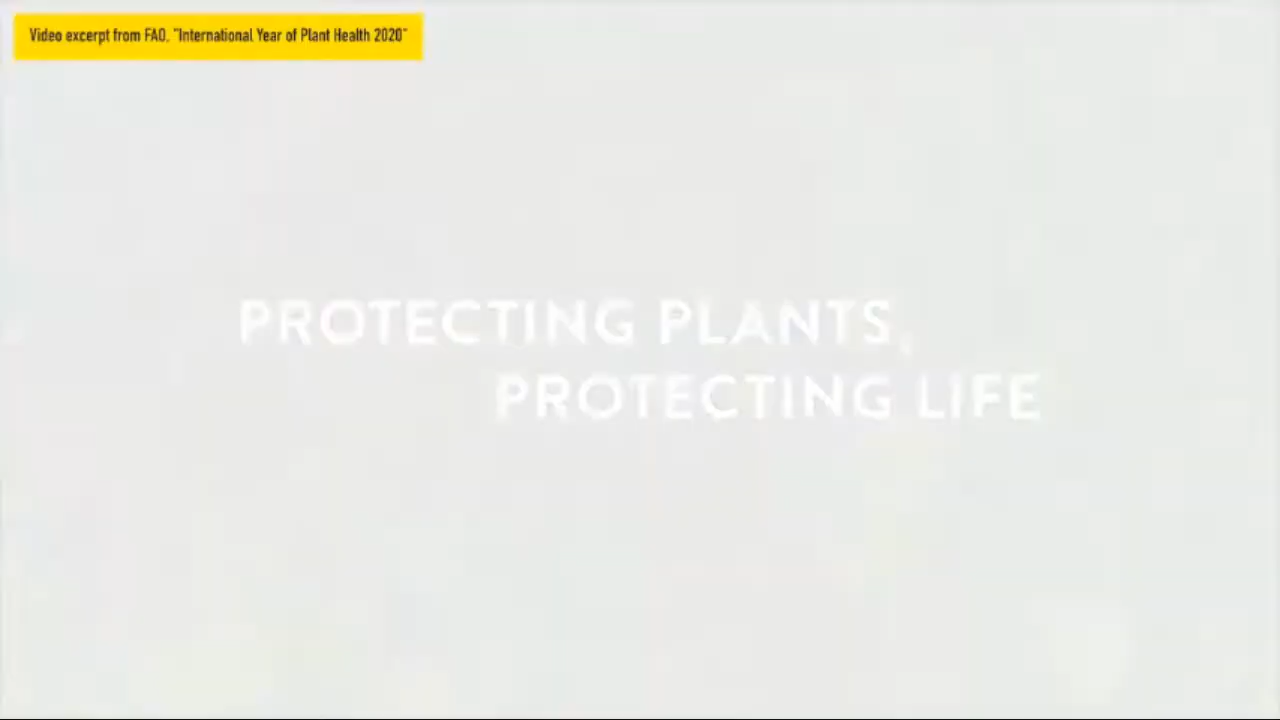 Video excerpt from FAO, "International Year of Plant Health 2020"
PROTECTING PLANTS,
PROTECTING LIFE